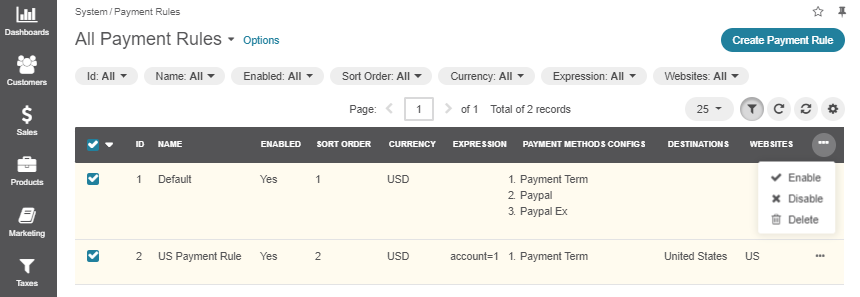 System / Payment Rules
All Payment Rules Options Create Payment Rule
Id: All Name: All Enabled: All Sort Order: All Currency: All Expression: All Websites: All
Page: 1 of 1 Total of 2 records 25
ID NAME ENABLED SORT ORDER CURRENCY EXPRESSION PAYMENT METHODS CONFIGS DESTINATIONS WEBSITES
1 Default Yes 1 USD 1. Payment Term
2. Paypal
3. Paypal Ex
Enable
Disable
Delete
2 US Payment Rule Yes 2 USD account=1 1. Payment Term United States US
Dashboards
Customers
Sales
Products
Marketing
Taxes